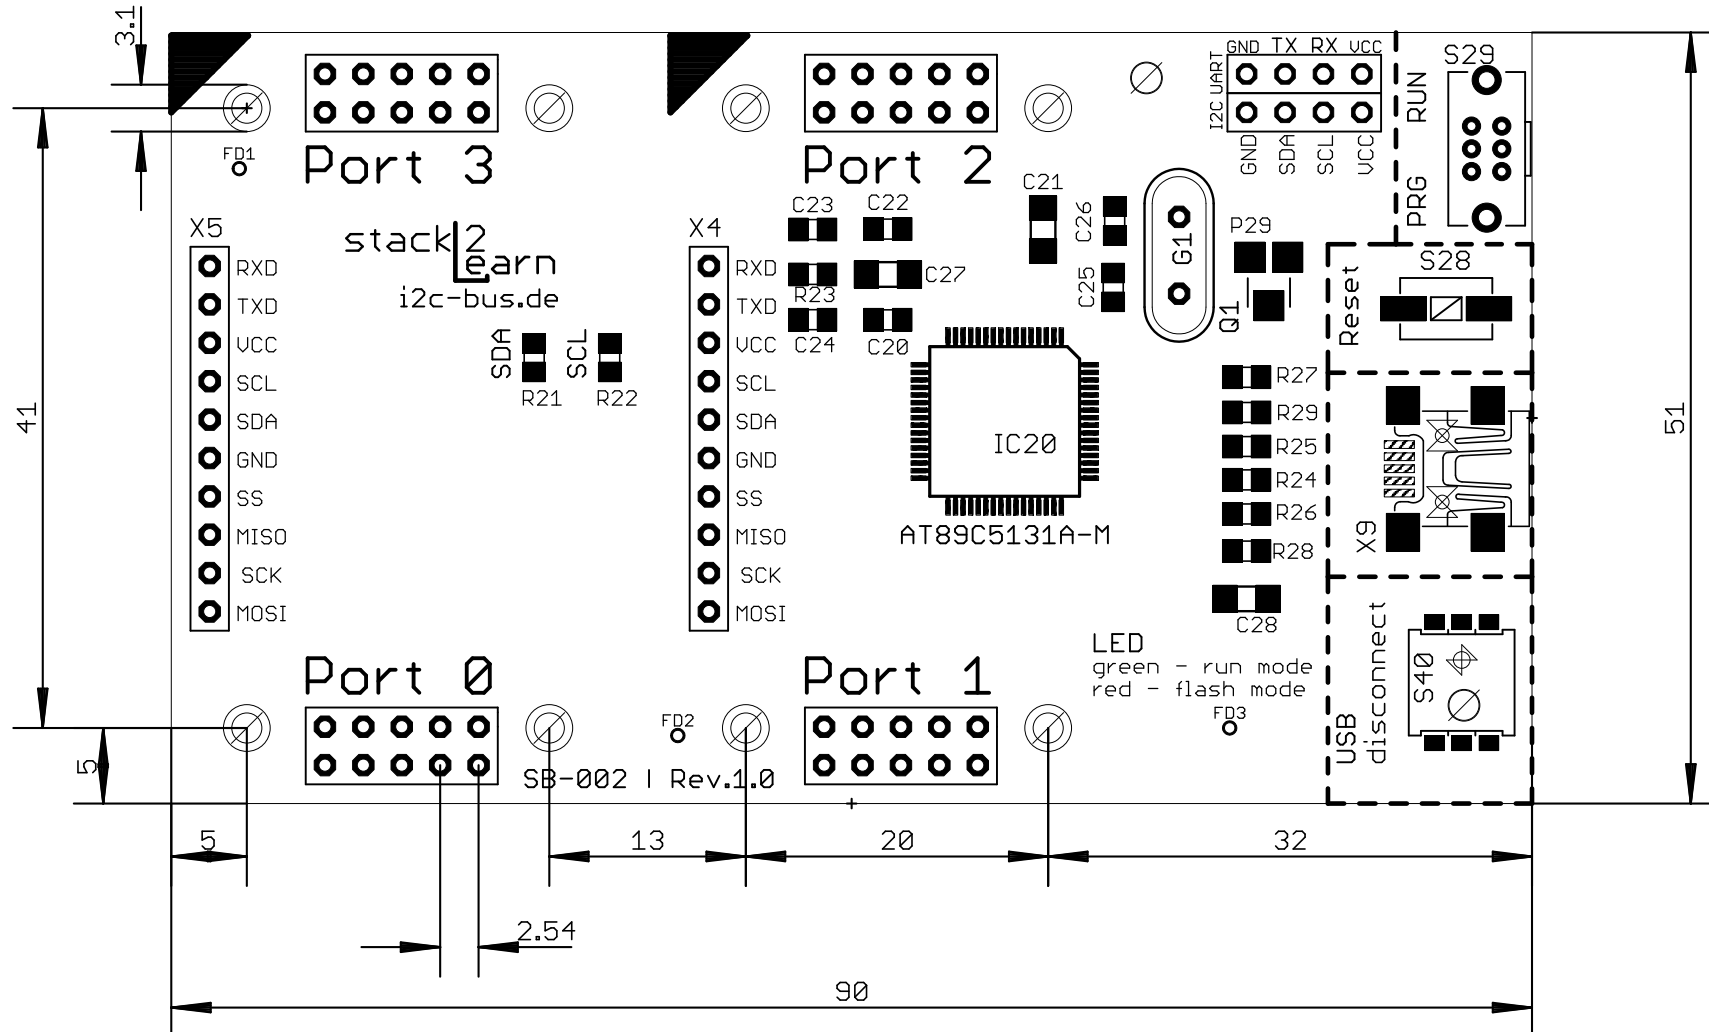 3.1
GND TX RX VCC
UART
I2C
GND
SDA
SCL
VCC
S29
RUN
PRG
FD1
Port 3
Port 2
C21
C23
C22
C26
P29
X5
X4
stack 2
Learn
i2c-bus.de
G1
S28
Reset
RXD
TXD
VCC
SCL
SDA
GND
SS
MISO
SCK
MOSI
RXD
TXD
VCC
SCL
SDA
GND
SS
MISO
SCK
MOSI
R23
C27
C25
Q1
C24
C20
SDA
SCL
R21
R22
R27
R29
R25
R24
R26
R28
41
51
IC20
AT89C5131A-M
X9
C28
LED
green - run mode
red - flash mode
USB
disconnect
S40
Port 0
Port 1
FD2
FD3
5
SB-002 | Rev.1.0
5
13
20
32
2.54
90